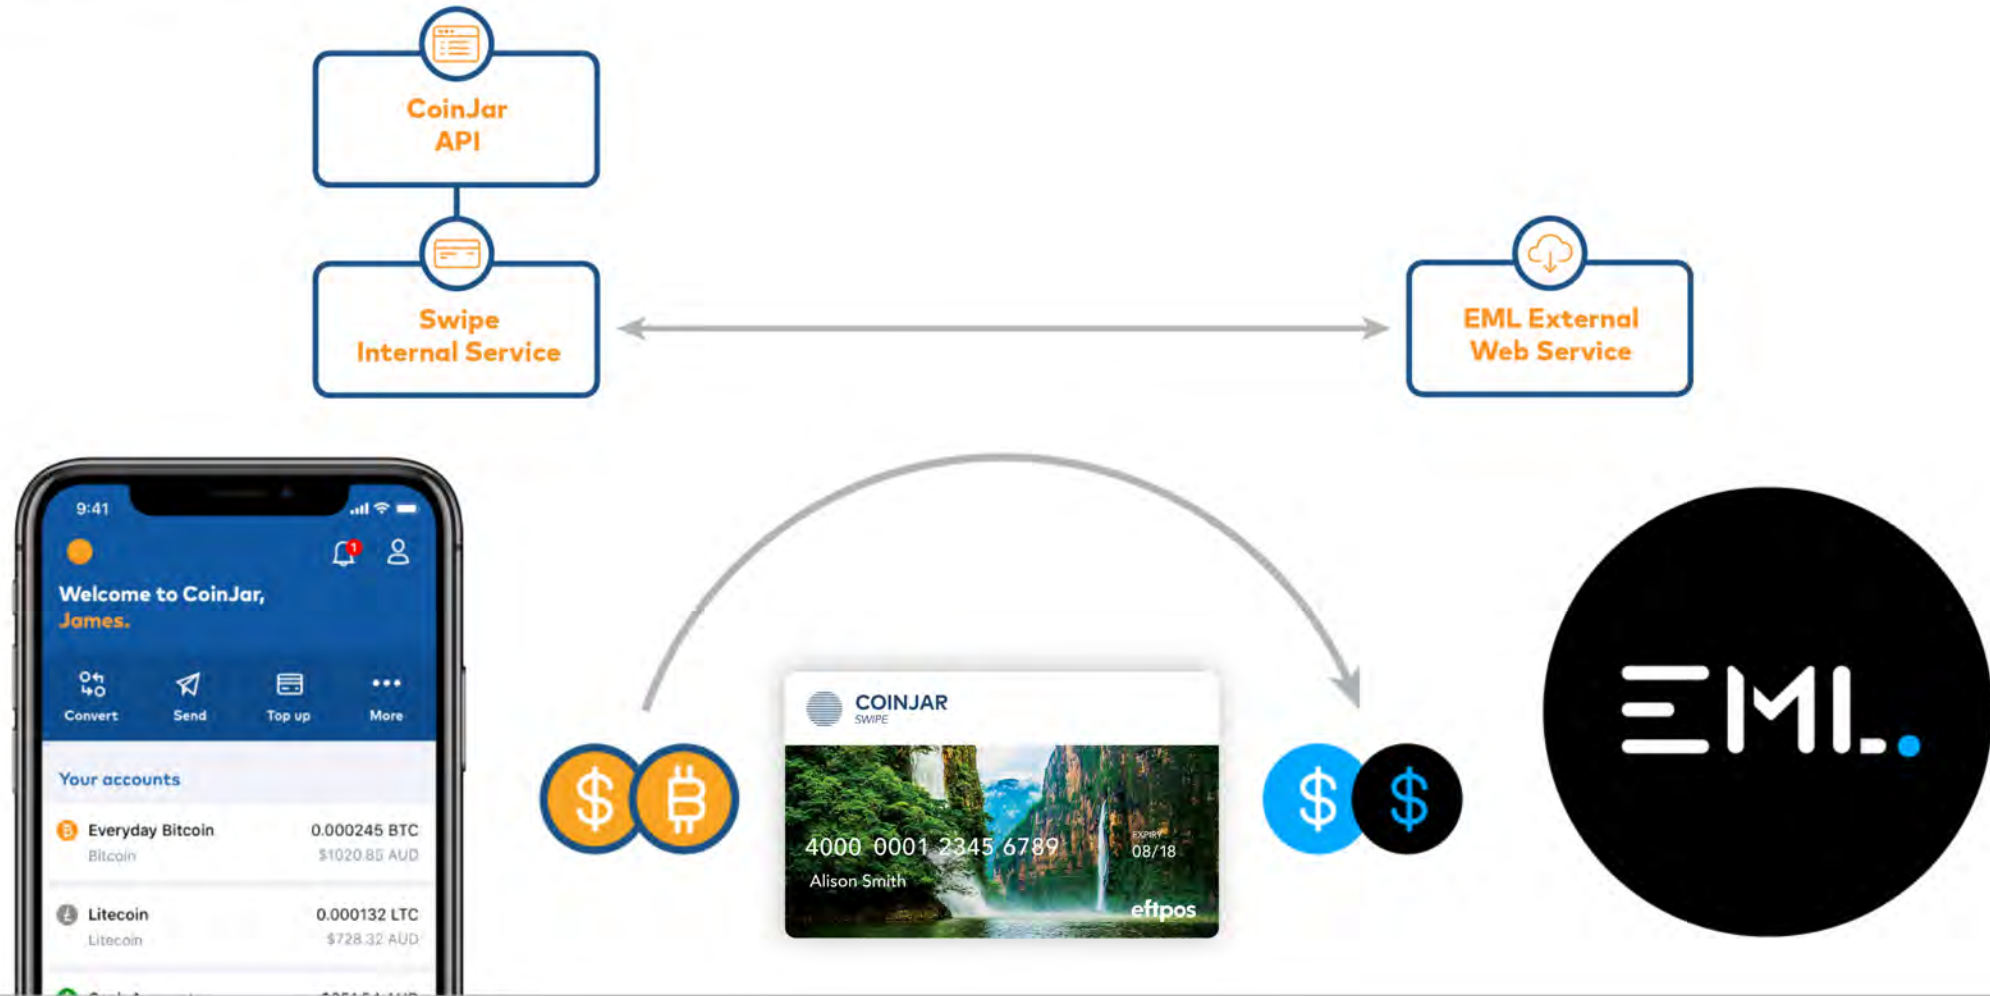 CoinJar
API
Swipe
Internal Service
EML External
Web Service
9:41
1
Welcome to CoinJar,
James.
Convert
Send
Top up
More
Your accounts
Everyday Bitcoin
0.000245 BTC
Bitcoin
$1020.85 AUD
Litecoin
0.000132 LTC
Litecoin
$728.32 AUD
COINJAR
SWIPE
4000 0001 2345 6789
EXPIRY
08/18
Alison Smith
eftpos
EML.